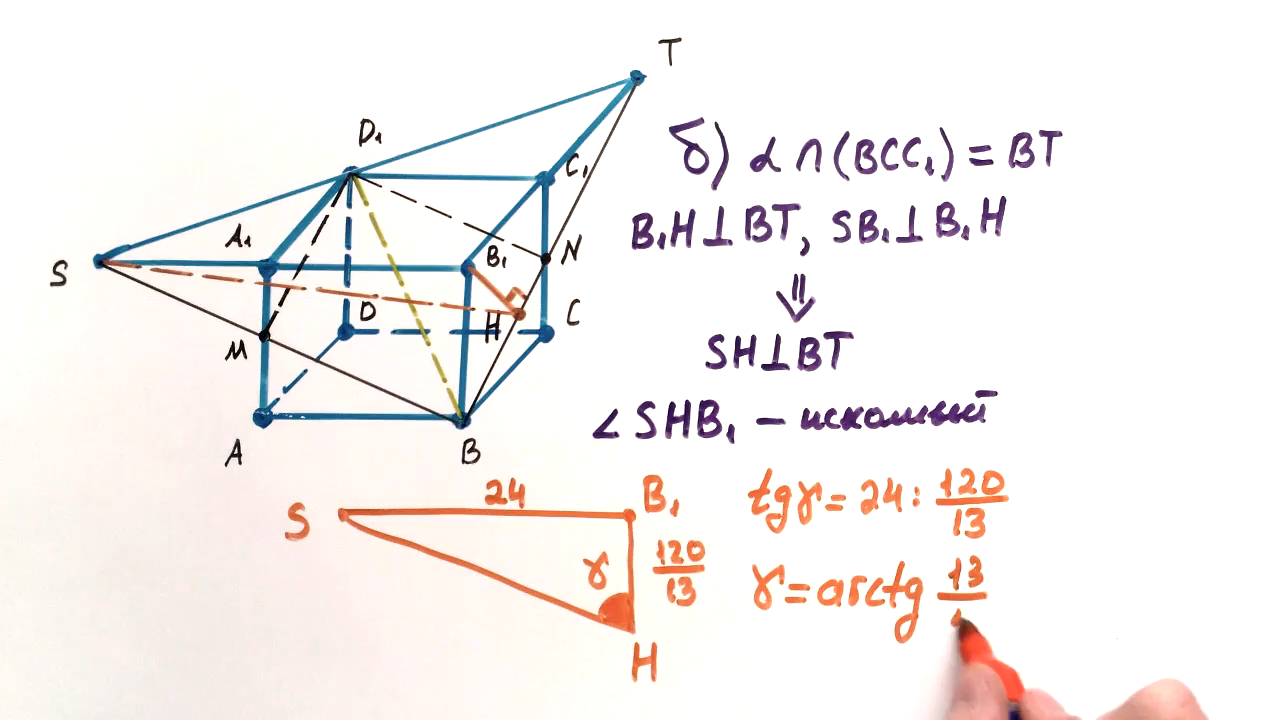 T
D₁
C₁
A₁
B₁
S
N
D
H
C
M
A
B
б) α ∩ (BCC₁) = BT
B₁H ⊥ BT, SB₁ ⊥ B₁H
⇓
SH ⊥ BT
∠SHB₁ – искомый
S
24
B₁
γ
120/13
H
tg γ = 24 : 120/13
γ = arctg 13/